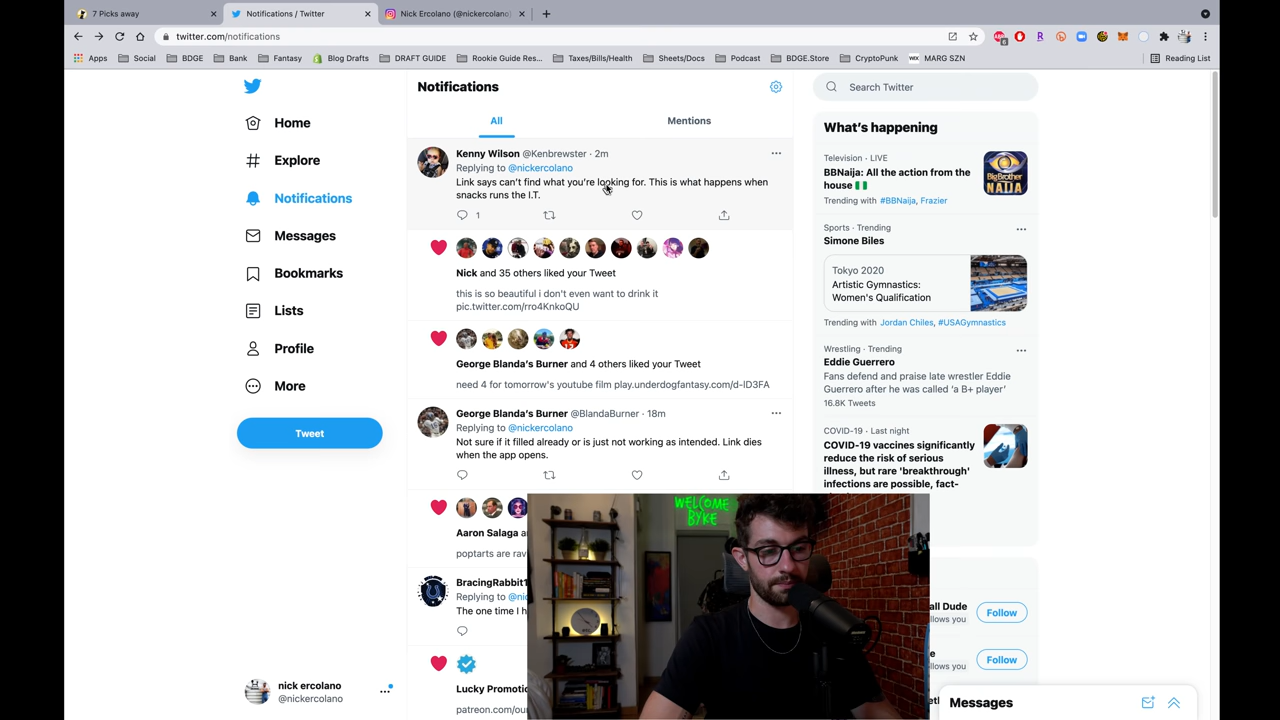 7 Picks away
Notifications / Twitter
Nick Ercolano (@nickercolano)
twitter.com/notifications
Apps
Social
BDGE
Bank
Fantasy
Blog Drafts
DRAFT GUIDE
Rookie Guide Res...
Taxes/Bills/Health
Sheets/Docs
Podcast
BDGE.Store
CryptoPunk
MARG SZN
Reading List
Home
Explore
Notifications
Messages
Bookmarks
Lists
Profile
More
Tweet
nick ercolano
@nickercolano
Notifications
All
Mentions
Kenny Wilson @Kenbrewster · 2m
Replying to @nickercolano
Link says can't find what you're looking for. This is what happens when
snacks runs the I.T.
1
Nick and 35 others liked your Tweet
this is so beautiful i don't even want to drink it
pic.twitter.com/rro4KnkoQU
George Blanda's Burner and 4 others liked your Tweet
need 4 for tomorrow's youtube film play.underdogfantasy.com/d-ID3FA
George Blanda's Burner @BlandaBurner · 18m
Replying to @nickercolano
Not sure if it filled already or is just not working as intended. Link dies
when the app opens.
Aaron Salaga
poptarts are rav
BracingRabbit1
Replying to @nic
The one time I h
Lucky Promotic
patreon.com/our
WELCOME
BYKE
Search Twitter
What's happening
Television · LIVE
BBNaija: All the action from the
house
Trending with #BBNaija, Frazier
BIG BROTHER
NAIJA
Sports · Trending
Simone Biles
Tokyo 2020
Artistic Gymnastics:
Women's Qualification
Trending with Jordan Chiles, #USAGymnastics
Wrestling · Trending
Eddie Guerrero
Fans defend and praise late wrestler Eddie
Guerrero after he was called 'a B+ player'
16.8K Tweets
COVID-19 · Last night
COVID-19 vaccines significantly
reduce the risk of serious
illness, but rare 'breakthrough'
infections are possible, fact-
all Dude
llows you
Follow
llows you
Follow
Messages